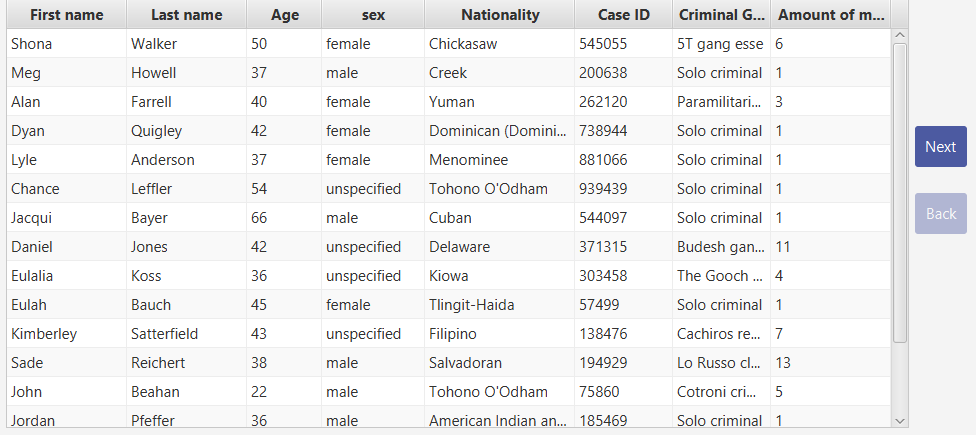 First name Last name Age sex Nationality Case ID Criminal G... Amount of m...
Shona Walker 50 female Chickasaw 545055 5T gang esse 6
Meg Howell 37 male Creek 200638 Solo criminal 1
Alan Farrell 40 female Yuman 262120 Paramilitari... 3
Dyan Quigley 42 female Dominican (Domini... 738944 Solo criminal 1
Next
Lyle Anderson 37 female Menominee 881066 Solo criminal 1
Chance Leffler 54 unspecified Tohono O'Odham 939439 Solo criminal 1
Jacqui Bayer 66 male Cuban 544097 Solo criminal 1
Back
Daniel Jones 42 unspecified Delaware 371315 Budesh gan... 11
Eulalia Koss 36 unspecified Kiowa 303458 The Gooch ... 4
Eulah Bauch 45 female Tlingit-Haida 57499 Solo criminal 1
Kimberley Satterfield 43 unspecified Filipino 138476 Cachiros re... 7
Sade Reichert 38 male Salvadoran 194929 Lo Russo cl... 13
John Beahan 22 male Tohono O'Odham 75860 Cotroni cri... 5
Jordan Pfeffer 36 male American Indian an... 185469 Solo criminal 1